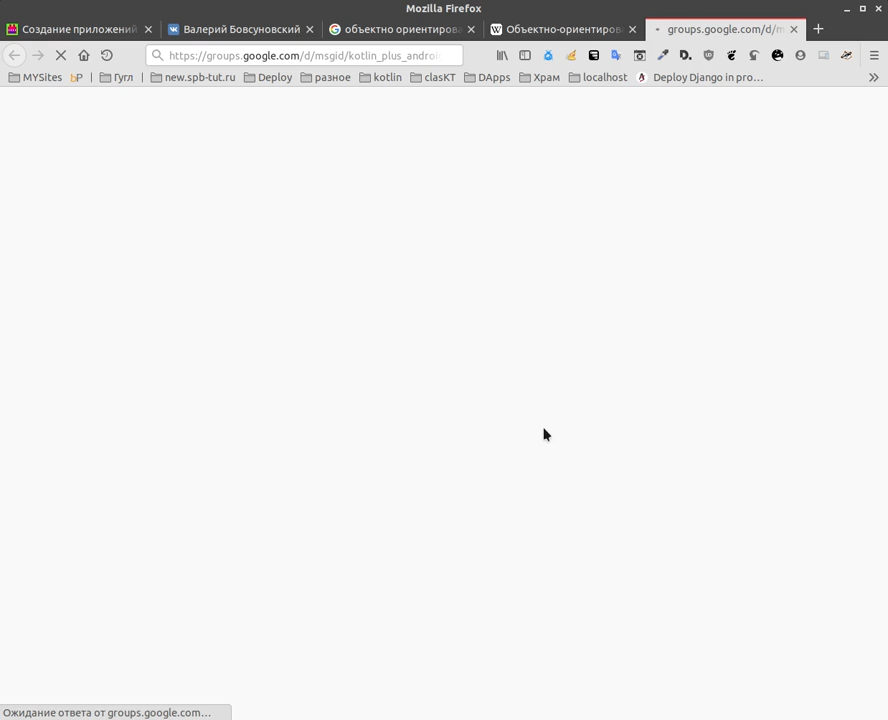 Mozilla Firefox
Создание приложений
Валерий Бовсуновский
объектно ориентиров
Объектно-ориентиров
groups.google.com/d/m
https://groups.google.com/d/msgid/kotlin_plus_androi
MYSites
bP
Гугл
new.spb-tut.ru
Deploy
разное
kotlin
clasKT
DApps
Храм
localhost
Deploy Django in pro…
Ожидание ответа от groups.google.com…